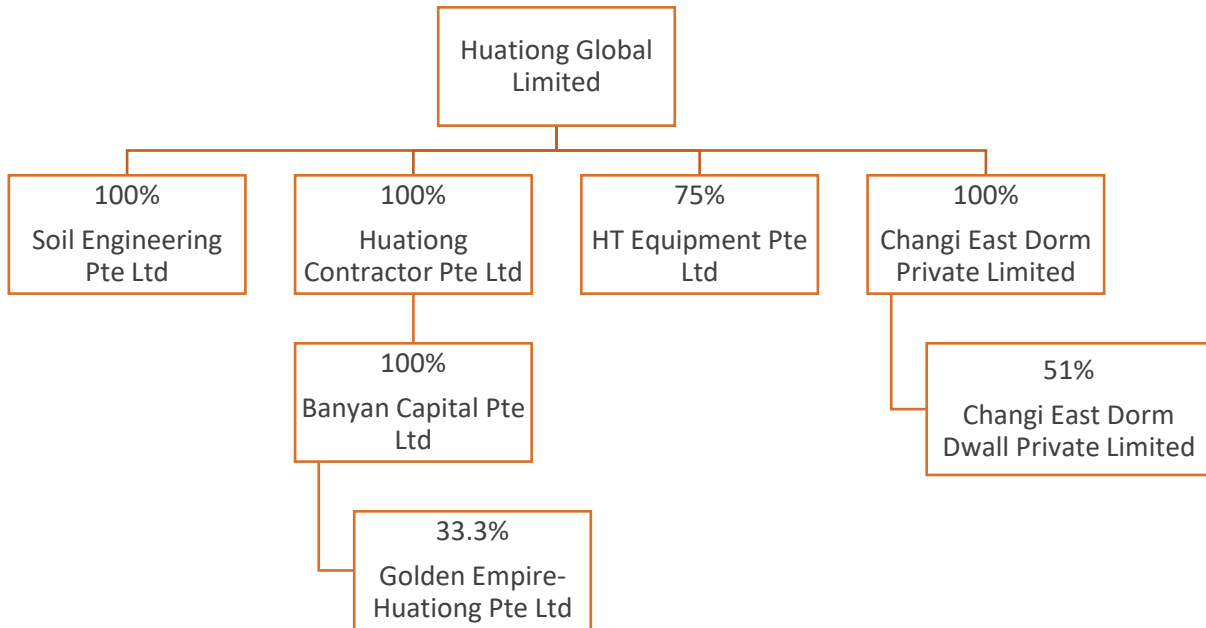 Huationg Global
Limited
100%
Soil Engineering
Pte Ltd
100%
Huationg
Contractor Pte Ltd
75%
HT Equipment Pte
Ltd
100%
Changi East Dorm
Private Limited
100%
Banyan Capital Pte
Ltd
51%
Changi East Dorm
Dwall Private Limited
33.3%
Golden Empire-
Huationg Pte Ltd